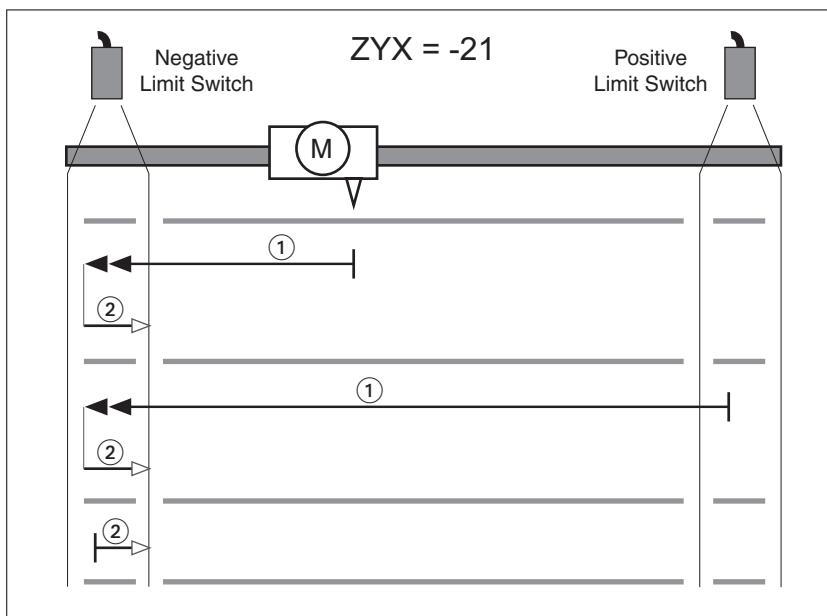 Negative
Limit Switch
ZYX = -21
Positive
Limit Switch
M
1
2
1
2
2